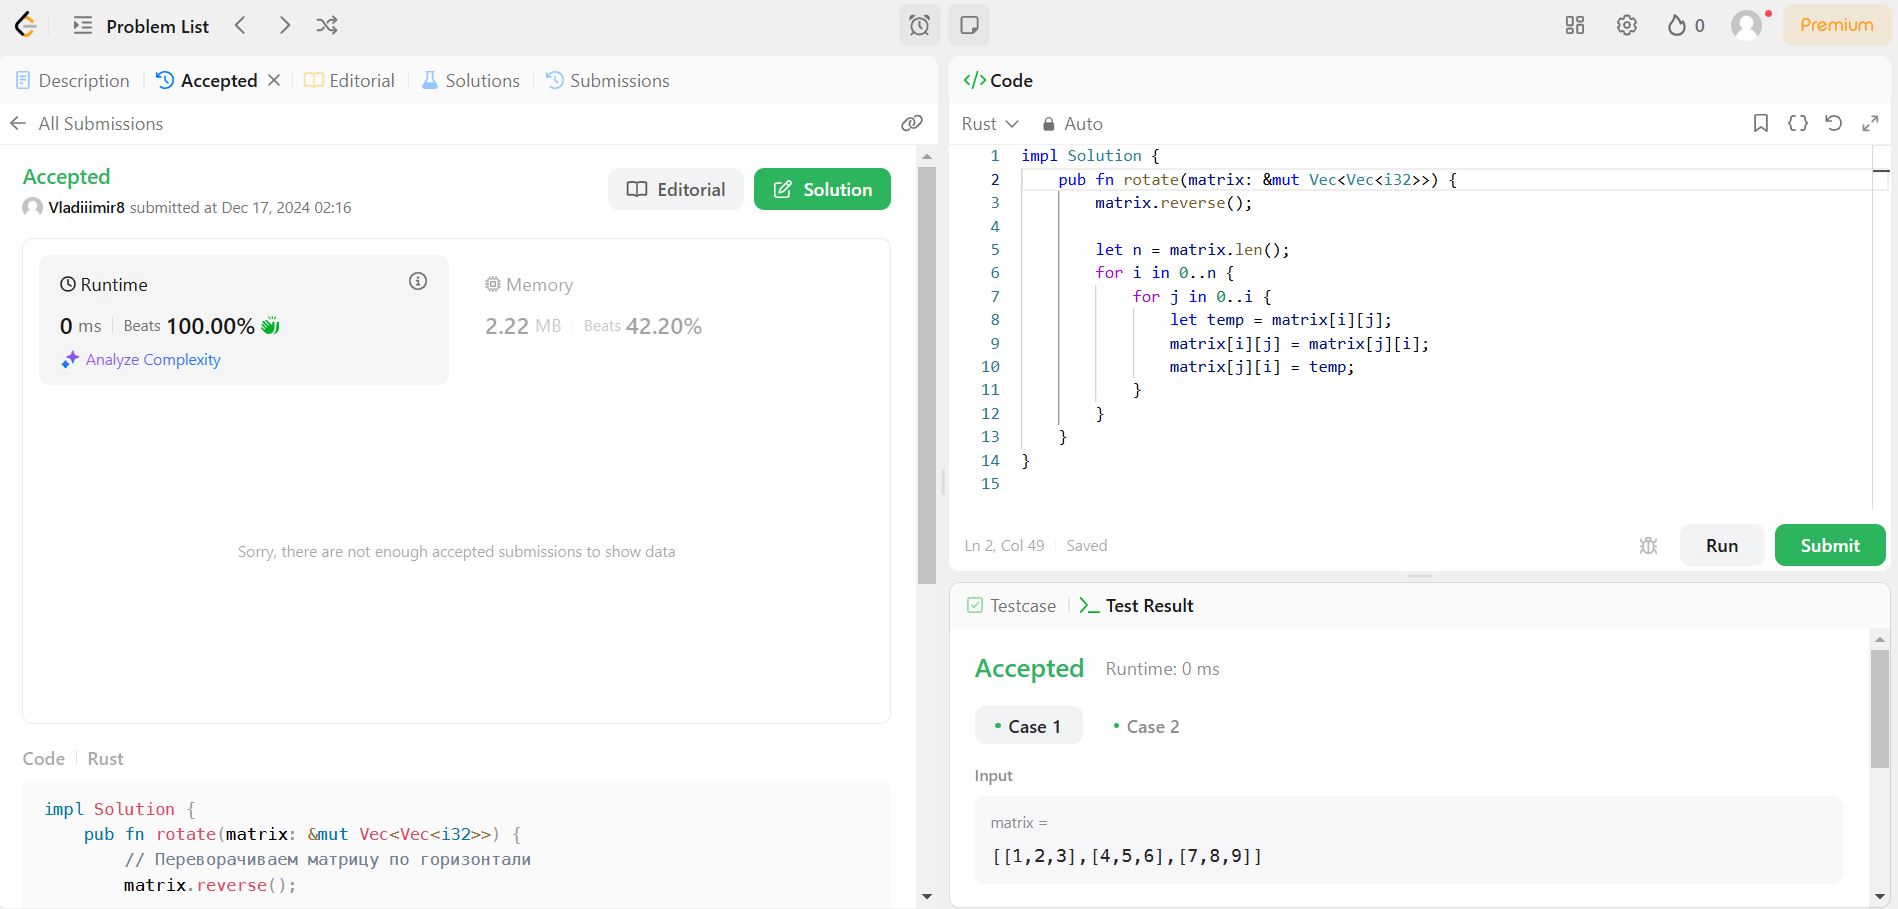 Problem List
0
Premium
Description
Accepted
Editorial
Solutions
Submissions
All Submissions
Accepted
Vladiiimir8 submitted at Dec 17, 2024 02:16
Editorial
Solution
Runtime
0 ms
Beats 100.00%
Analyze Complexity
Memory
2.22 MB
Beats 42.20%
Sorry, there are not enough accepted submissions to show data
Code
Rust
impl Solution {
    pub fn rotate(matrix: &mut Vec<Vec<i32>>) {
        // Переворачиваем матрицу по горизонтали
        matrix.reverse();
</> Code
Rust
Auto
1 impl Solution {
2     pub fn rotate(matrix: &mut Vec<Vec<i32>>) {
3         matrix.reverse();
4
5         let n = matrix.len();
6         for i in 0..n {
7             for j in 0..i {
8                 let temp = matrix[i][j];
9                 matrix[i][j] = matrix[j][i];
10                 matrix[j][i] = temp;
11             }
12         }
13     }
14 }
15
Ln 2, Col 49
Saved
Run
Submit
Testcase
Test Result
Accepted
Runtime: 0 ms
Case 1
Case 2
Input
matrix =
[[1,2,3],[4,5,6],[7,8,9]]